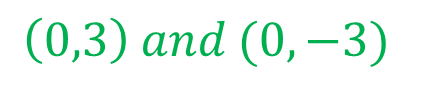 (0,3) and (0, −3)